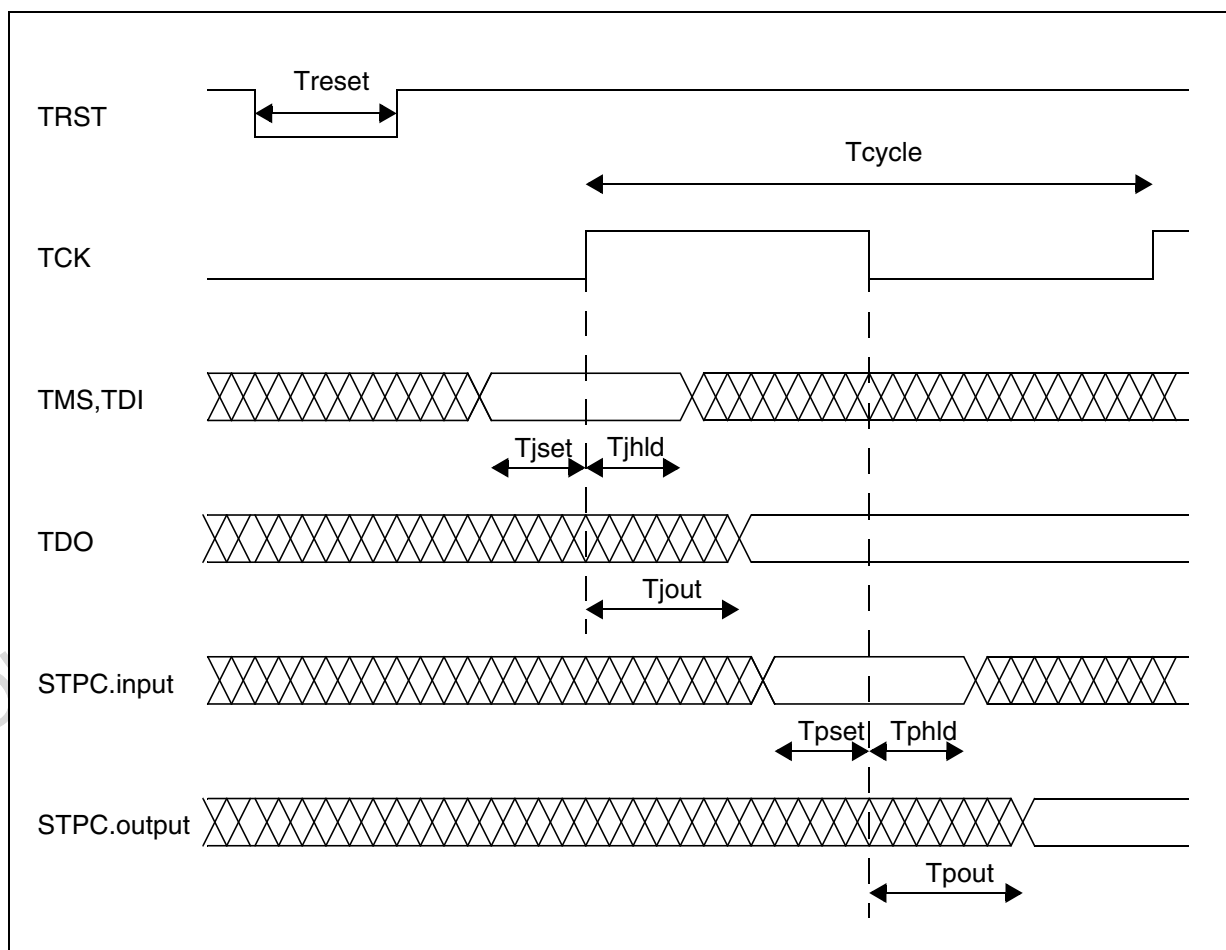 Treset
TRST
Tcycle
TCK
TMS,TDI
Tjset Tjhld
TDO
Tjout
STPC.input
Tpset Tphld
STPC.output
Tpout